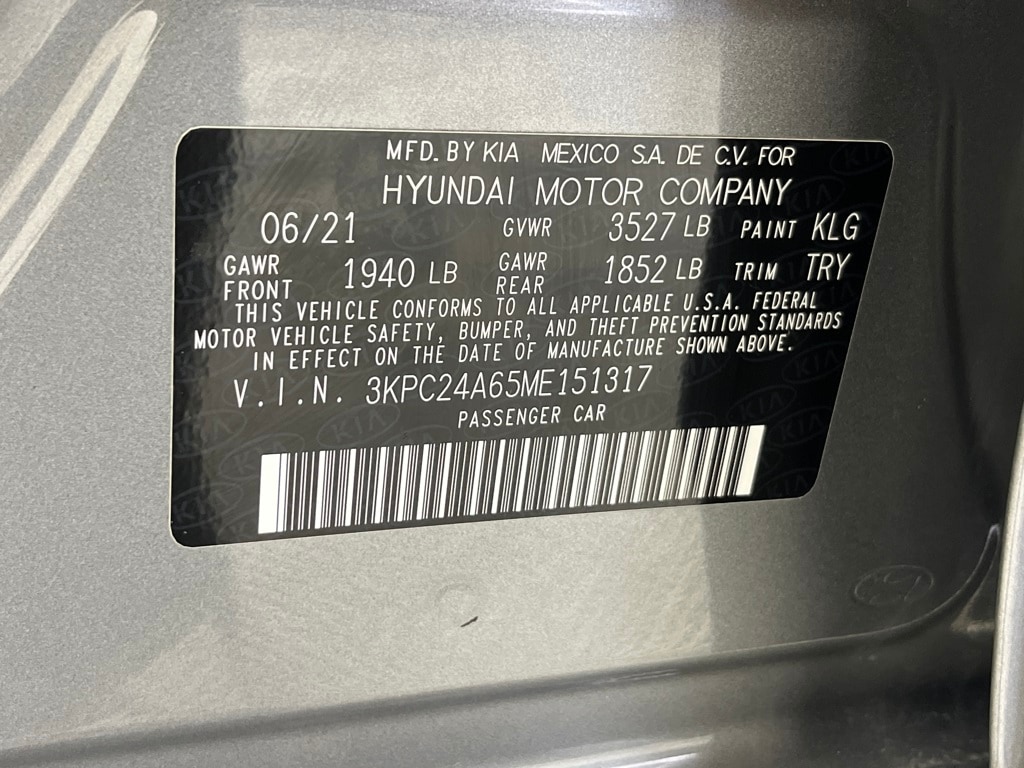 MFD. BY KIA MEXICO S.A. DE C.V. FOR
HYUNDAI MOTOR COMPANY
06/21 GVWR 3527 LB PAINT KLG
GAWR FRONT 1940 LB GAWR REAR 1852 LB TRIM TRY
THIS VEHICLE CONFORMS TO ALL APPLICABLE U.S.A. FEDERAL
MOTOR VEHICLE SAFETY, BUMPER, AND THEFT PREVENTION STANDARDS
IN EFFECT ON THE DATE OF MANUFACTURE SHOWN ABOVE.
V.I.N. 3KPC24A65ME151317
PASSENGER CAR